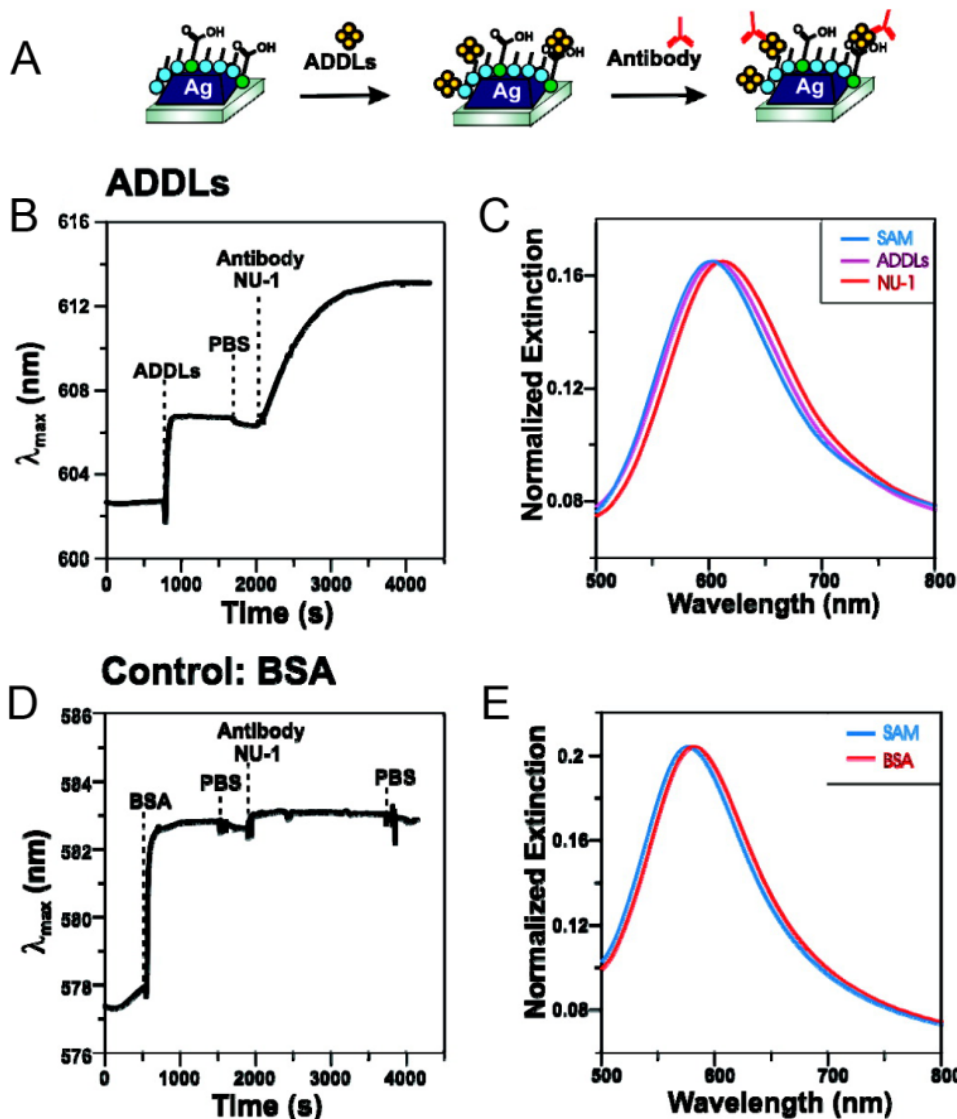 A
ADDLs
Antibody
OH
OH
OH
OH
OH
OH
Ag
Ag
Ag
ADDLs
B
616
612
608
604
600
λmax (nm)
ADDLs
PBS
Antibody
NU-1
0 1000 2000 3000 4000
Time (s)
C
0.16
0.12
0.08
Normalized Extinction
SAM
ADDLs
NU-1
500 600 700 800
Wavelength (nm)
Control: BSA
D
586
583
582
580
578
576
λmax (nm)
BSA
PBS
Antibody
NU-1
PBS
0 1000 2000 3000 4000
Time (s)
E
0.2
0.16
0.12
0.08
Normalized Extinction
SAM
BSA
500 600 700 800
Wavelength (nm)